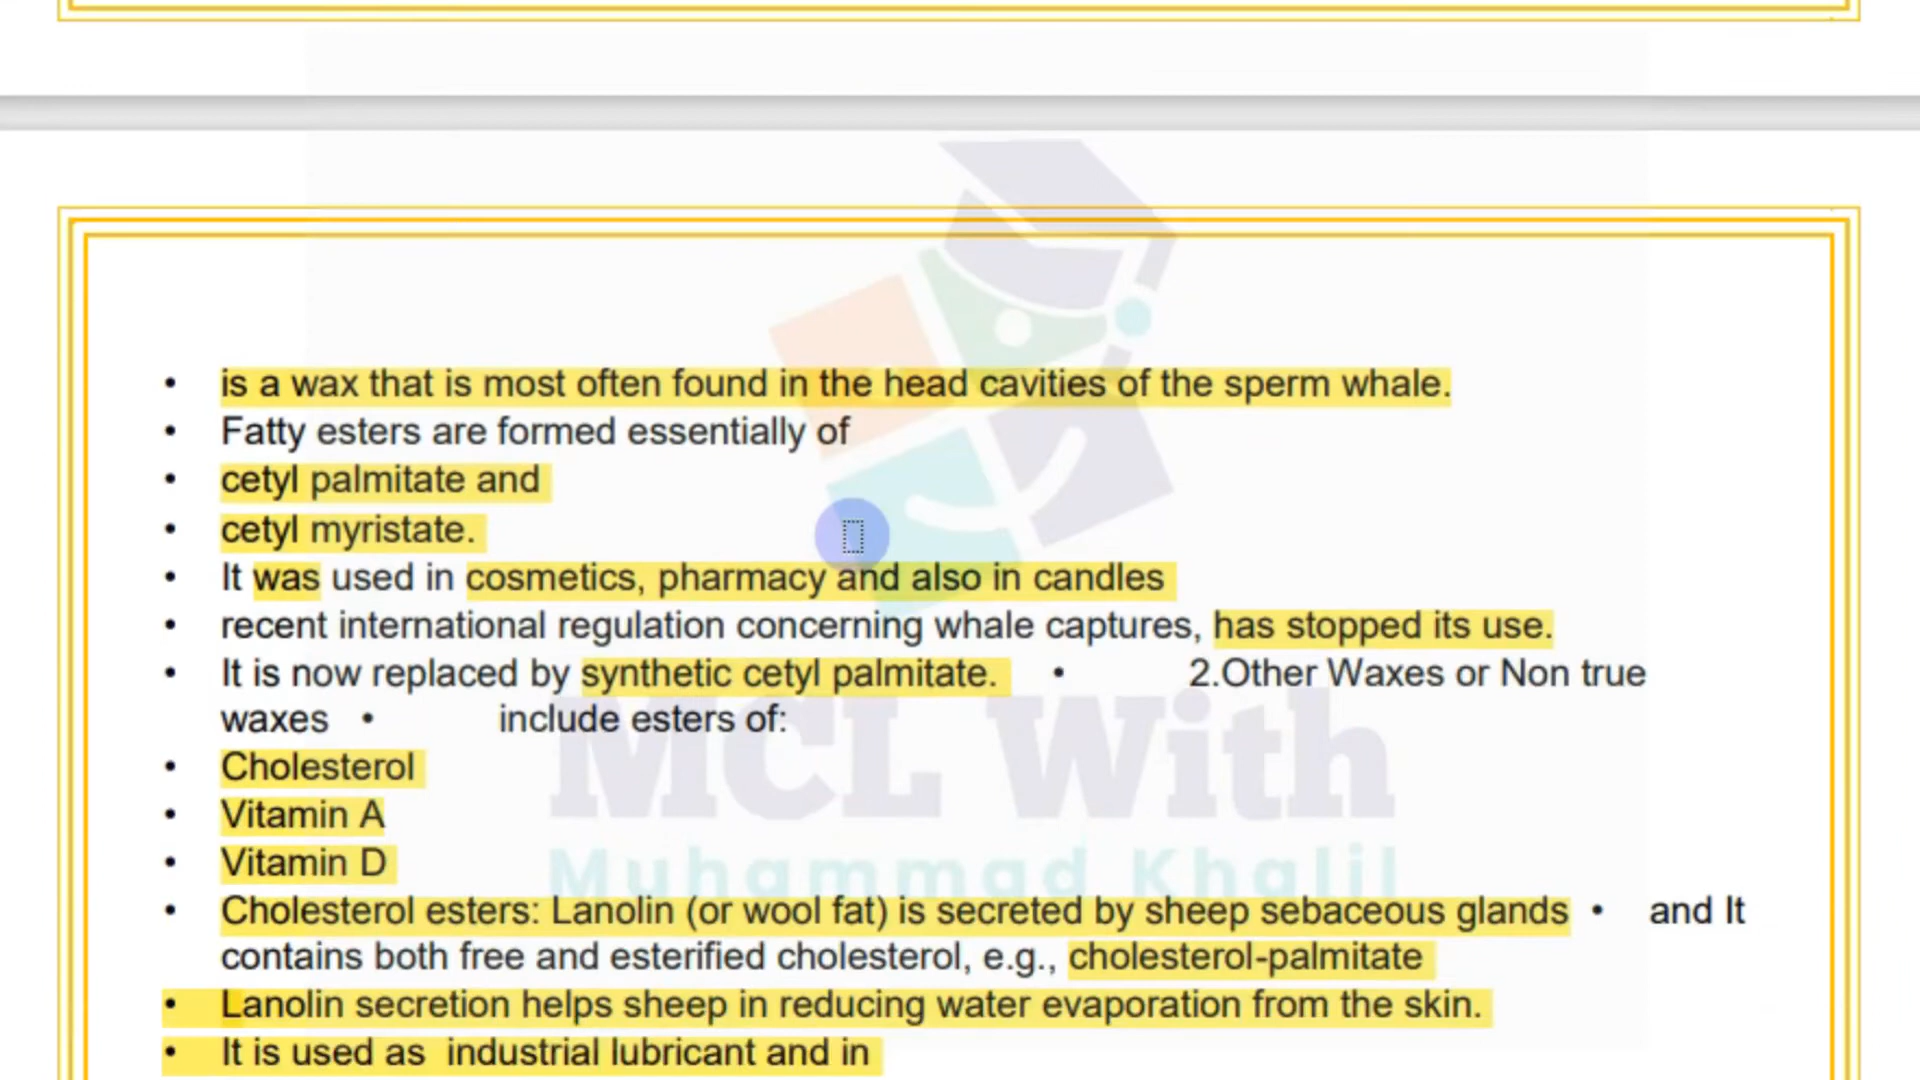 • is a wax that is most often found in the head cavities of the sperm whale.
• Fatty esters are formed essentially of
• cetyl palmitate and
• cetyl myristate.
• It was used in cosmetics, pharmacy and also in candles
• recent international regulation concerning whale captures, has stopped its use.
• It is now replaced by synthetic cetyl palmitate. • 2.Other Waxes or Non true
waxes • include esters of:
• Cholesterol
• Vitamin A
• Vitamin D
• Cholesterol esters: Lanolin (or wool fat) is secreted by sheep sebaceous glands • and It
contains both free and esterified cholesterol, e.g., cholesterol-palmitate
• Lanolin secretion helps sheep in reducing water evaporation from the skin.
• It is used as industrial lubricant and in
MCL With
Muhammad Khalil